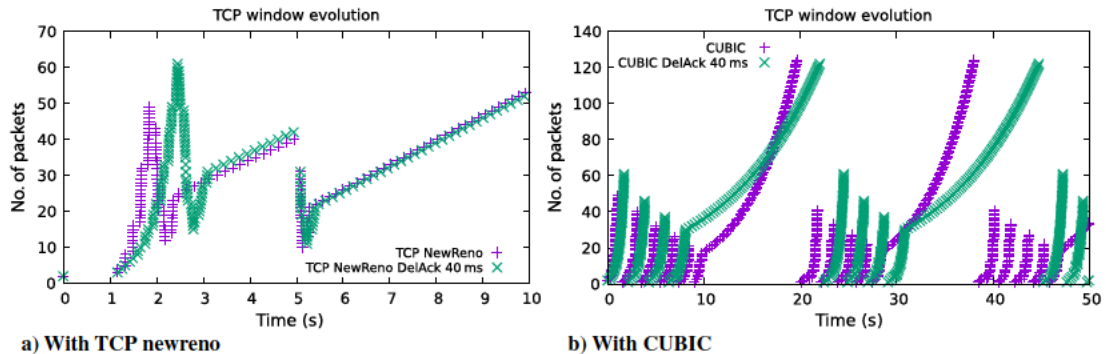 TCP window evolution
No. of packets
70
60
50
40
30
20
10
0
0 1 2 3 4 5 6 7 8 9 10
Time (s)
TCP NewReno
TCP NewReno DelAck 40 ms
a) With TCP newreno
TCP window evolution
No. of packets
140
120
100
80
60
40
20
0
0 10 20 30 40 50
Time (s)
CUBIC
CUBIC DelAck 40 ms
b) With CUBIC